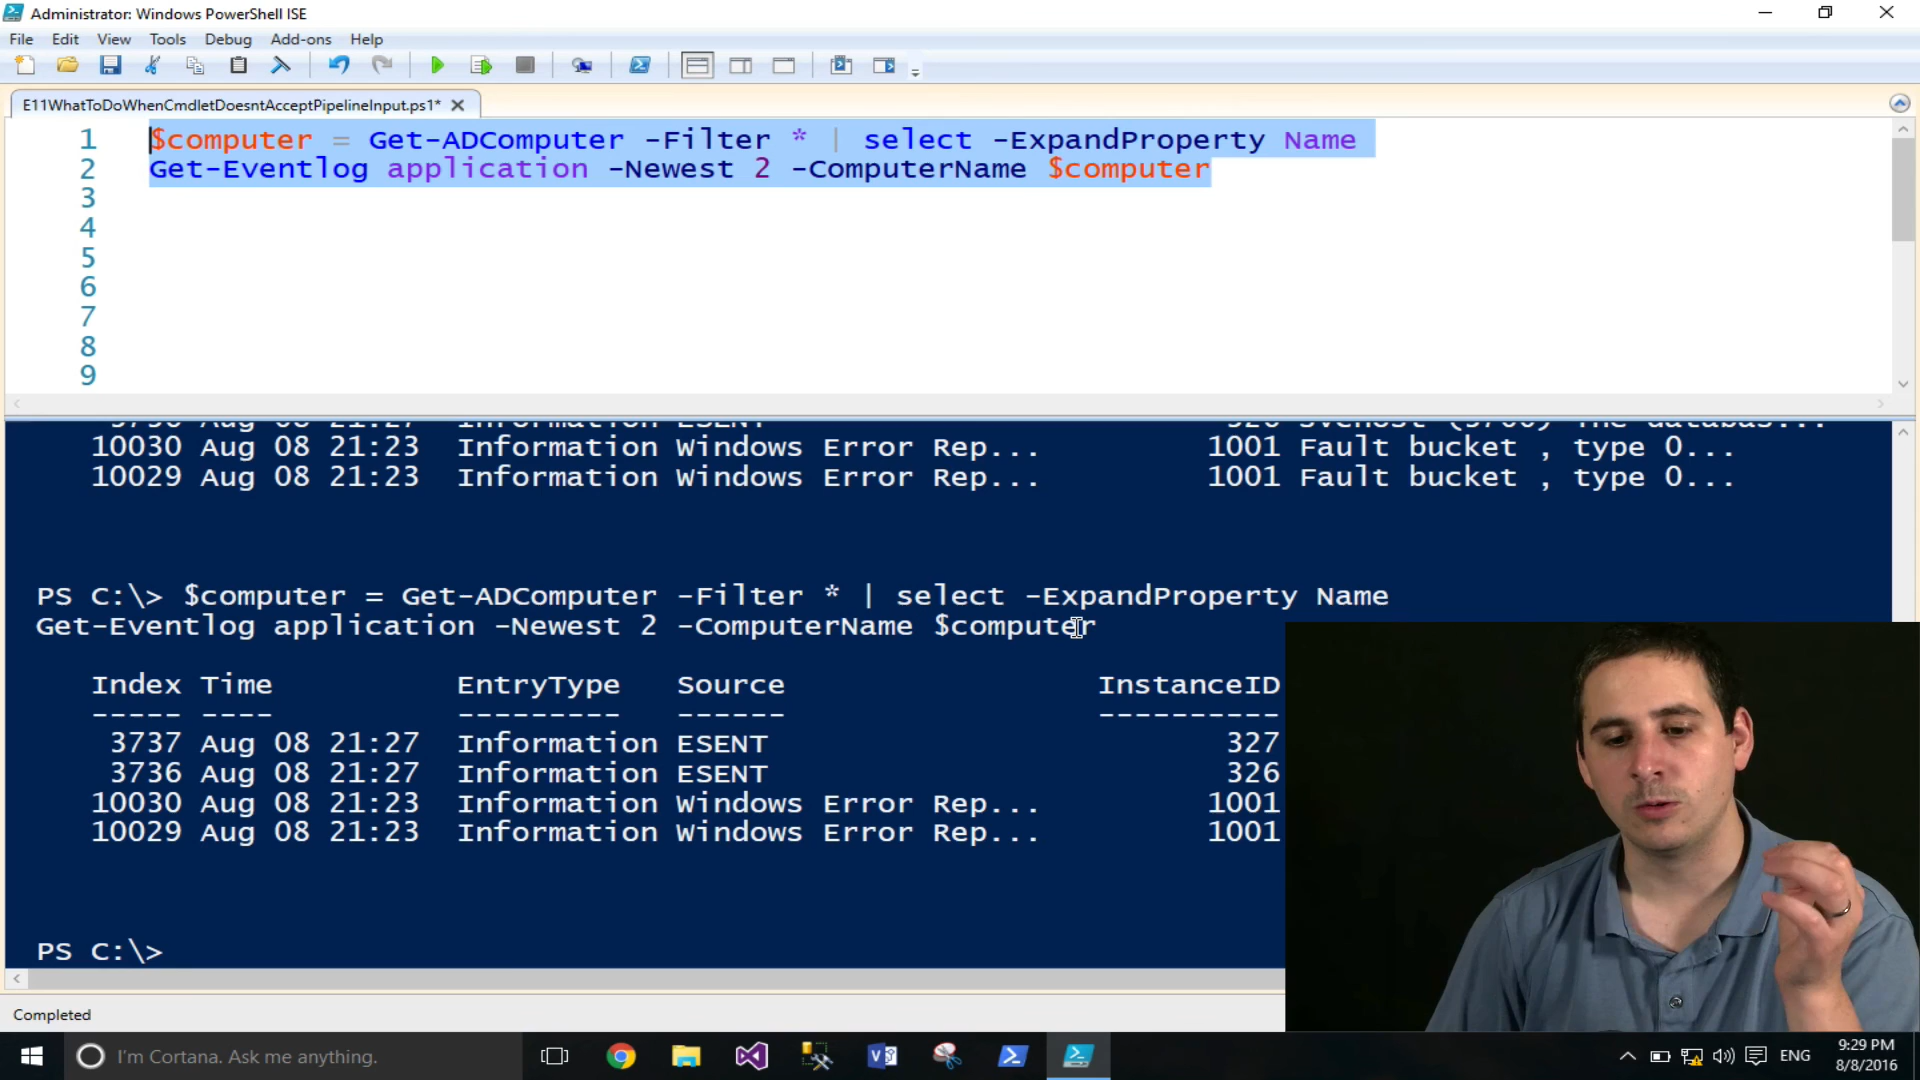 Administrator: Windows PowerShell ISE
File Edit View Tools Debug Add-ons Help
E11WhatToDoWhenCmdletDoesntAcceptPipelineInput.ps1*
1 $computer = Get-ADComputer -Filter * | select -ExpandProperty Name
2 Get-Eventlog application -Newest 2 -ComputerName $computer
3
4
5
6
7
8
9
10030 Aug 08 21:23 Information Windows Error Rep... 1001 Fault bucket , type 0...
10029 Aug 08 21:23 Information Windows Error Rep... 1001 Fault bucket , type 0...
PS C:\> $computer = Get-ADComputer -Filter * | select -ExpandProperty Name
Get-Eventlog application -Newest 2 -ComputerName $computer
Index Time EntryType Source InstanceID
----- ---- --------- ------ ----------
3737 Aug 08 21:27 Information ESENT 327
3736 Aug 08 21:27 Information ESENT 326
10030 Aug 08 21:23 Information Windows Error Rep... 1001
10029 Aug 08 21:23 Information Windows Error Rep... 1001
PS C:\>
Completed
I'm Cortana. Ask me anything.
ENG
9:29 PM
8/8/2016